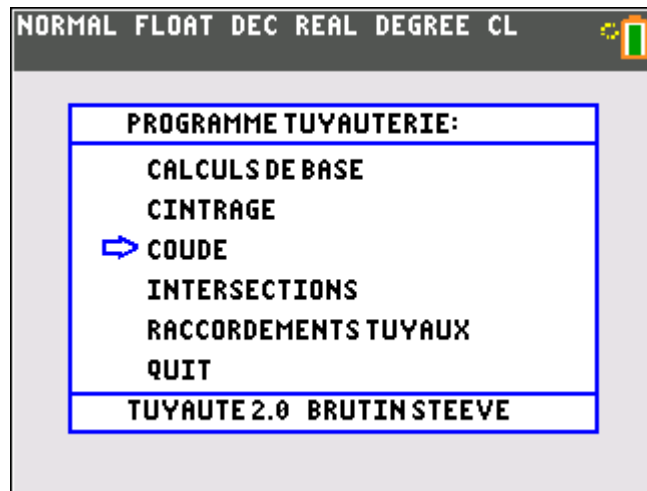 NORMAL FLOAT DEC REAL DEGREE CL
PROGRAMME TUYAUTERIE:
CALCULS DE BASE
CINTRAGE
COUDE
INTERSECTIONS
RACCORDEMENTS TUYAUX
QUIT
TUYAUTE 2.0 BRUTIN STEEVE